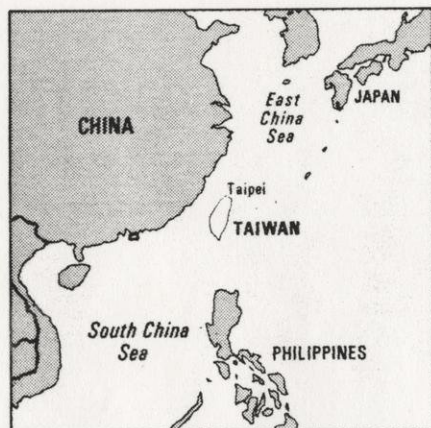 East
China
Sea
JAPAN
CHINA
Taipei
TAIWAN
South China
Sea
PHILIPPINES